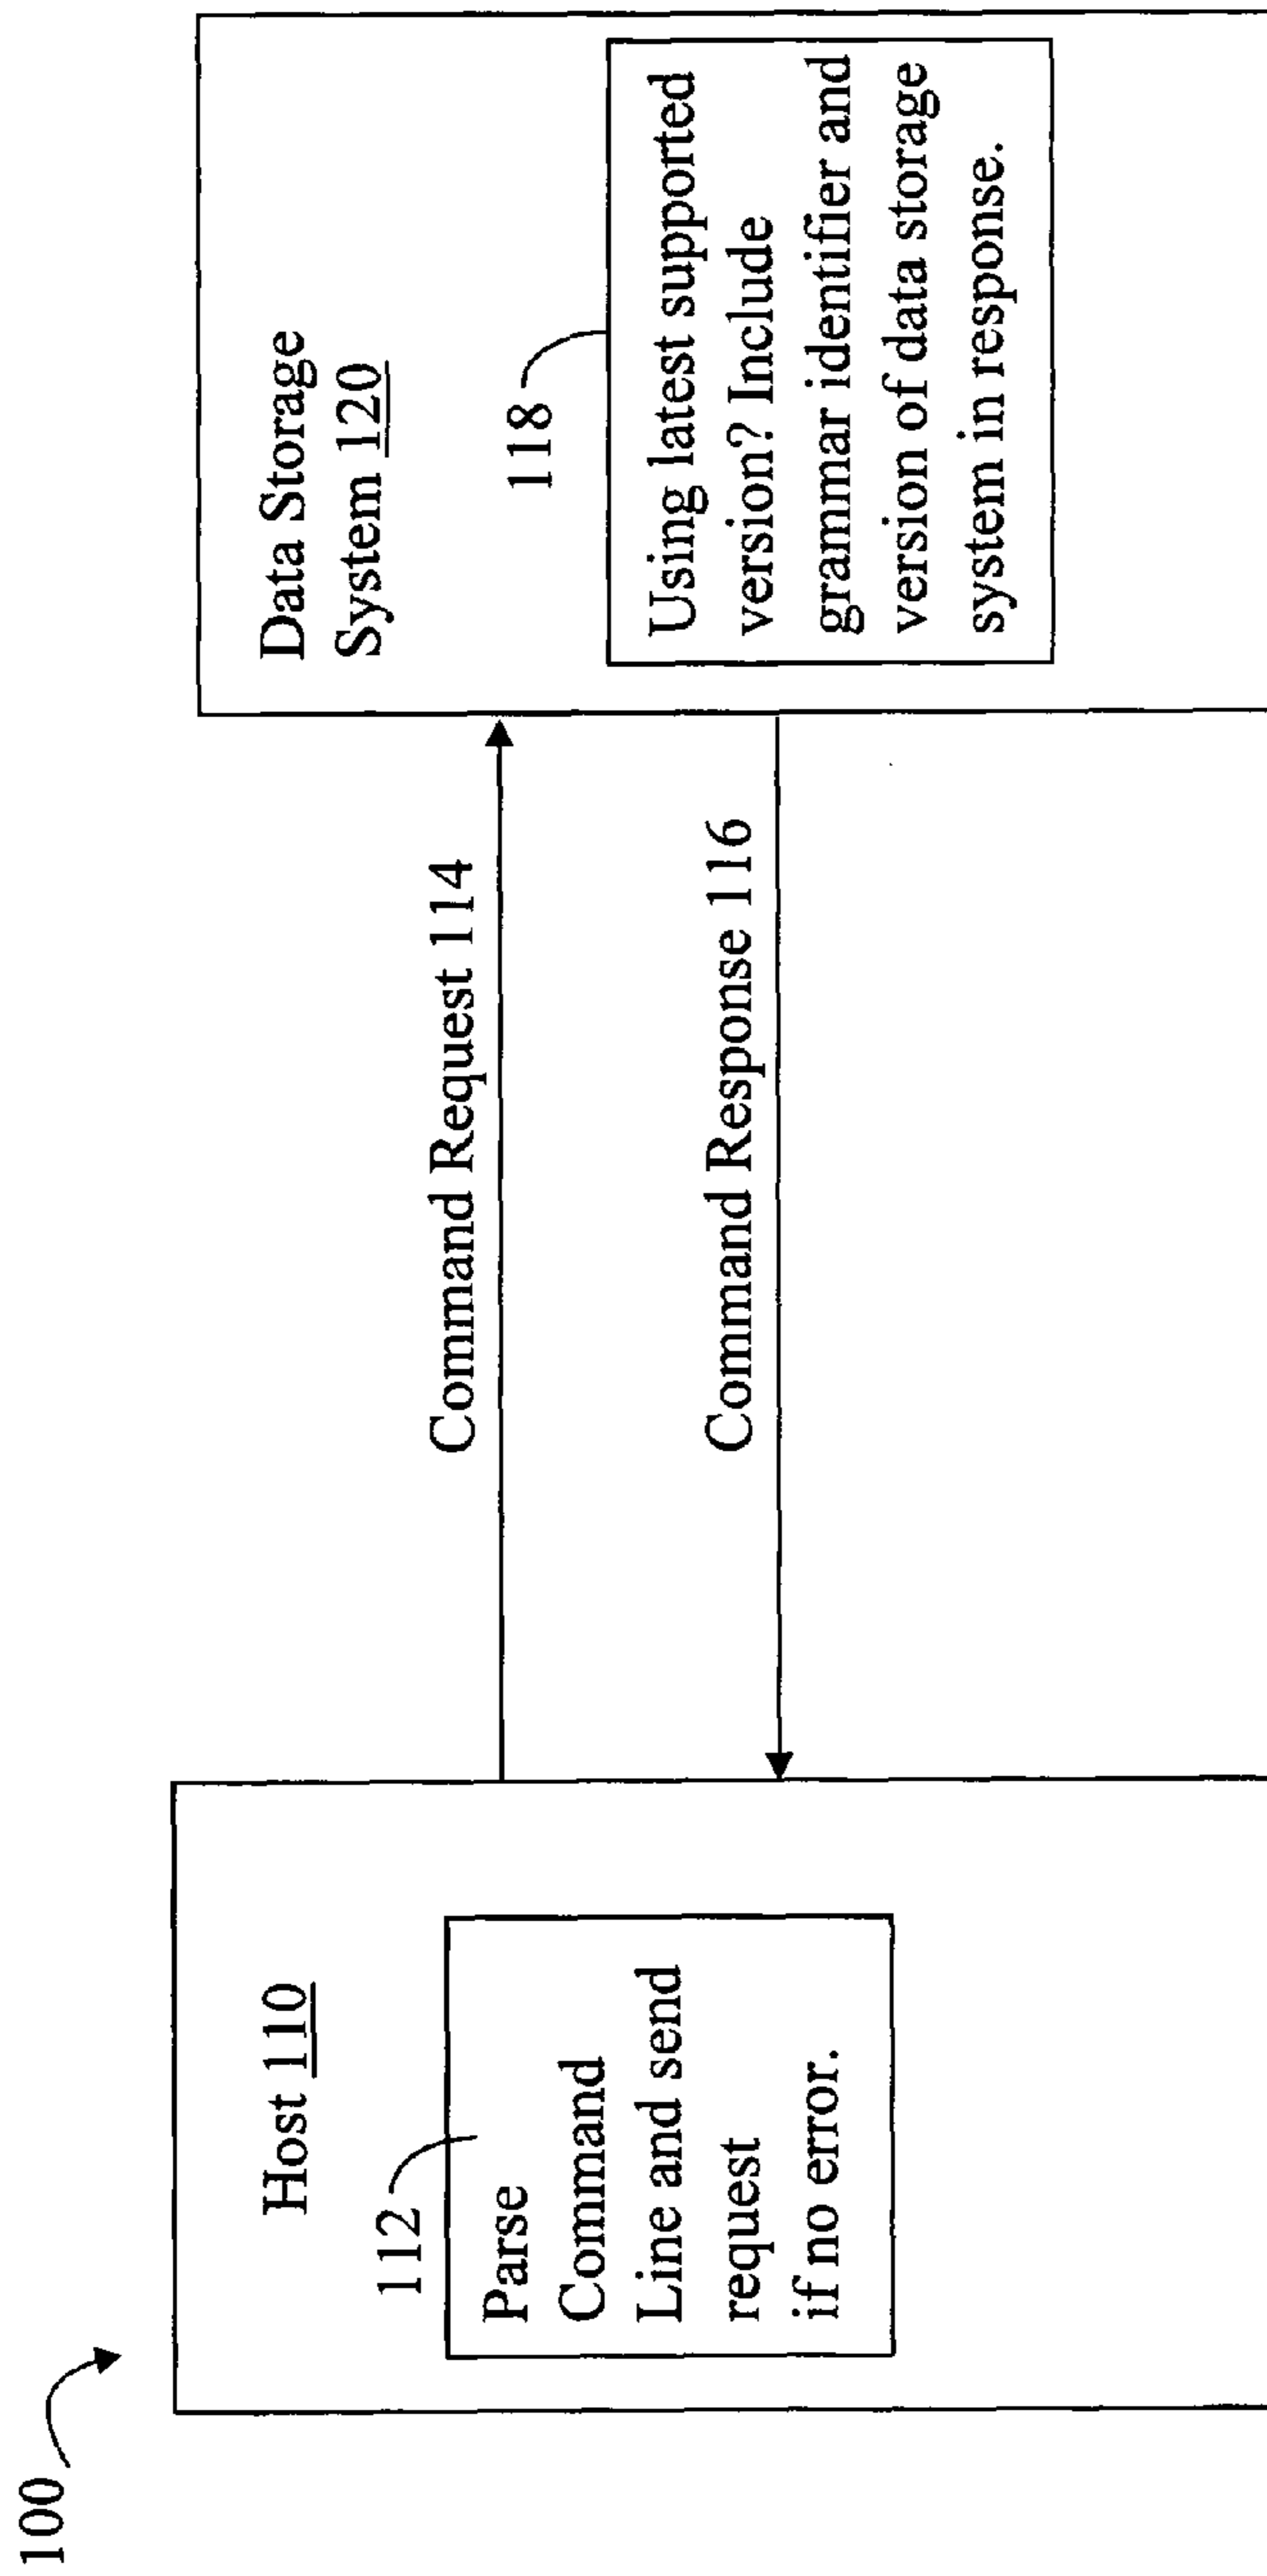 100
Host 110
112
Parse
Command
Line and send
request
if no error.
Command Request 114
Command Response 116
Data Storage
System 120
118
Using latest supported
version? Include
grammar identifier and
version of data storage
system in response.